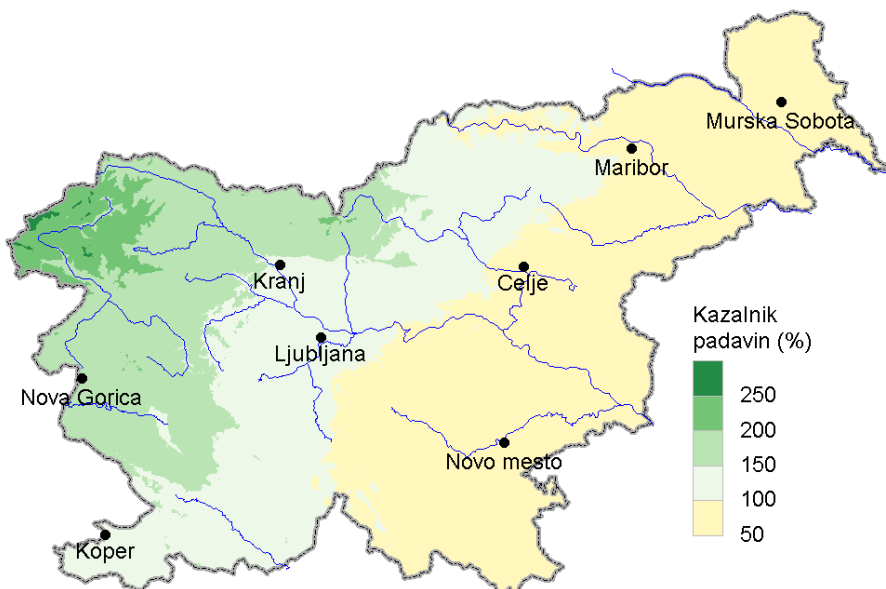 Murska Sobota
Maribor
Kranj
Celje
Ljubljana
Nova Gorica
Novo mesto
Koper
Kazalnik
padavin (%)
250
200
150
100
50